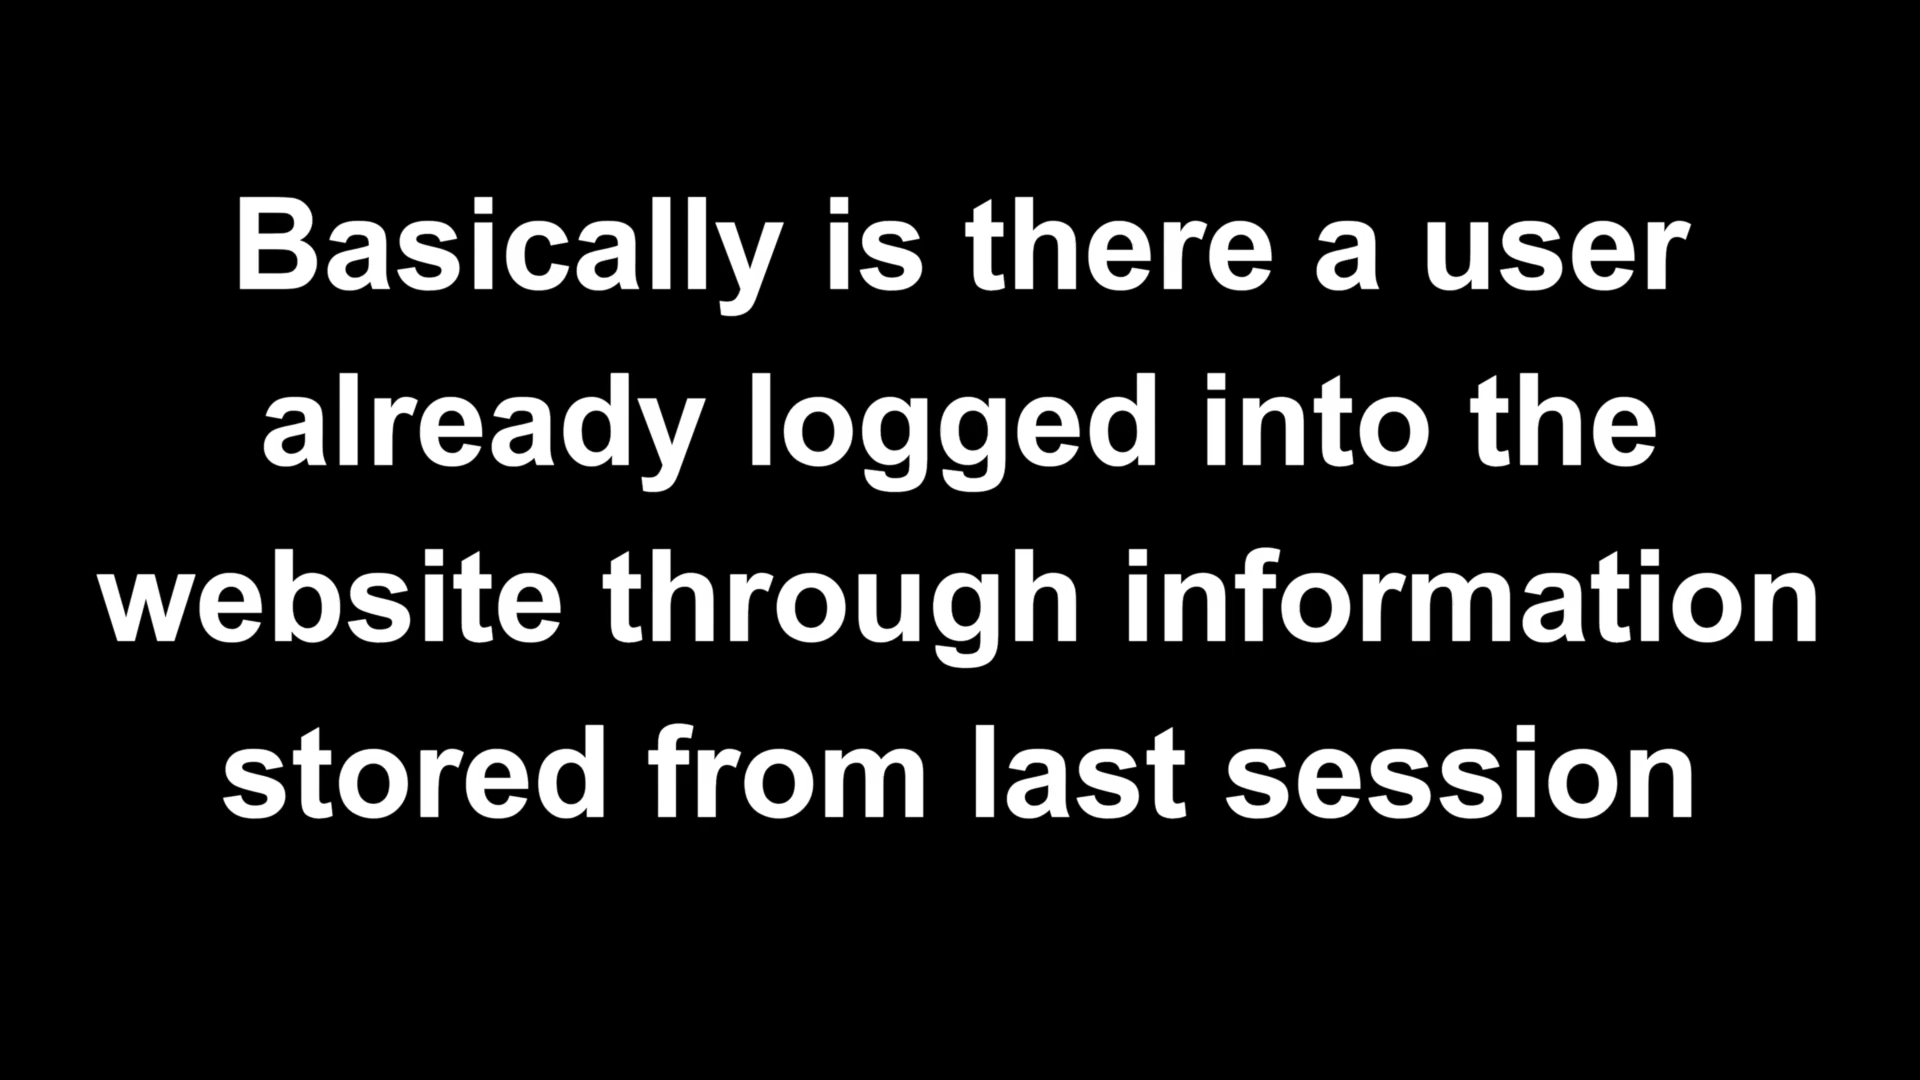 Basically is there a user
already logged into the
website through information
stored from last session